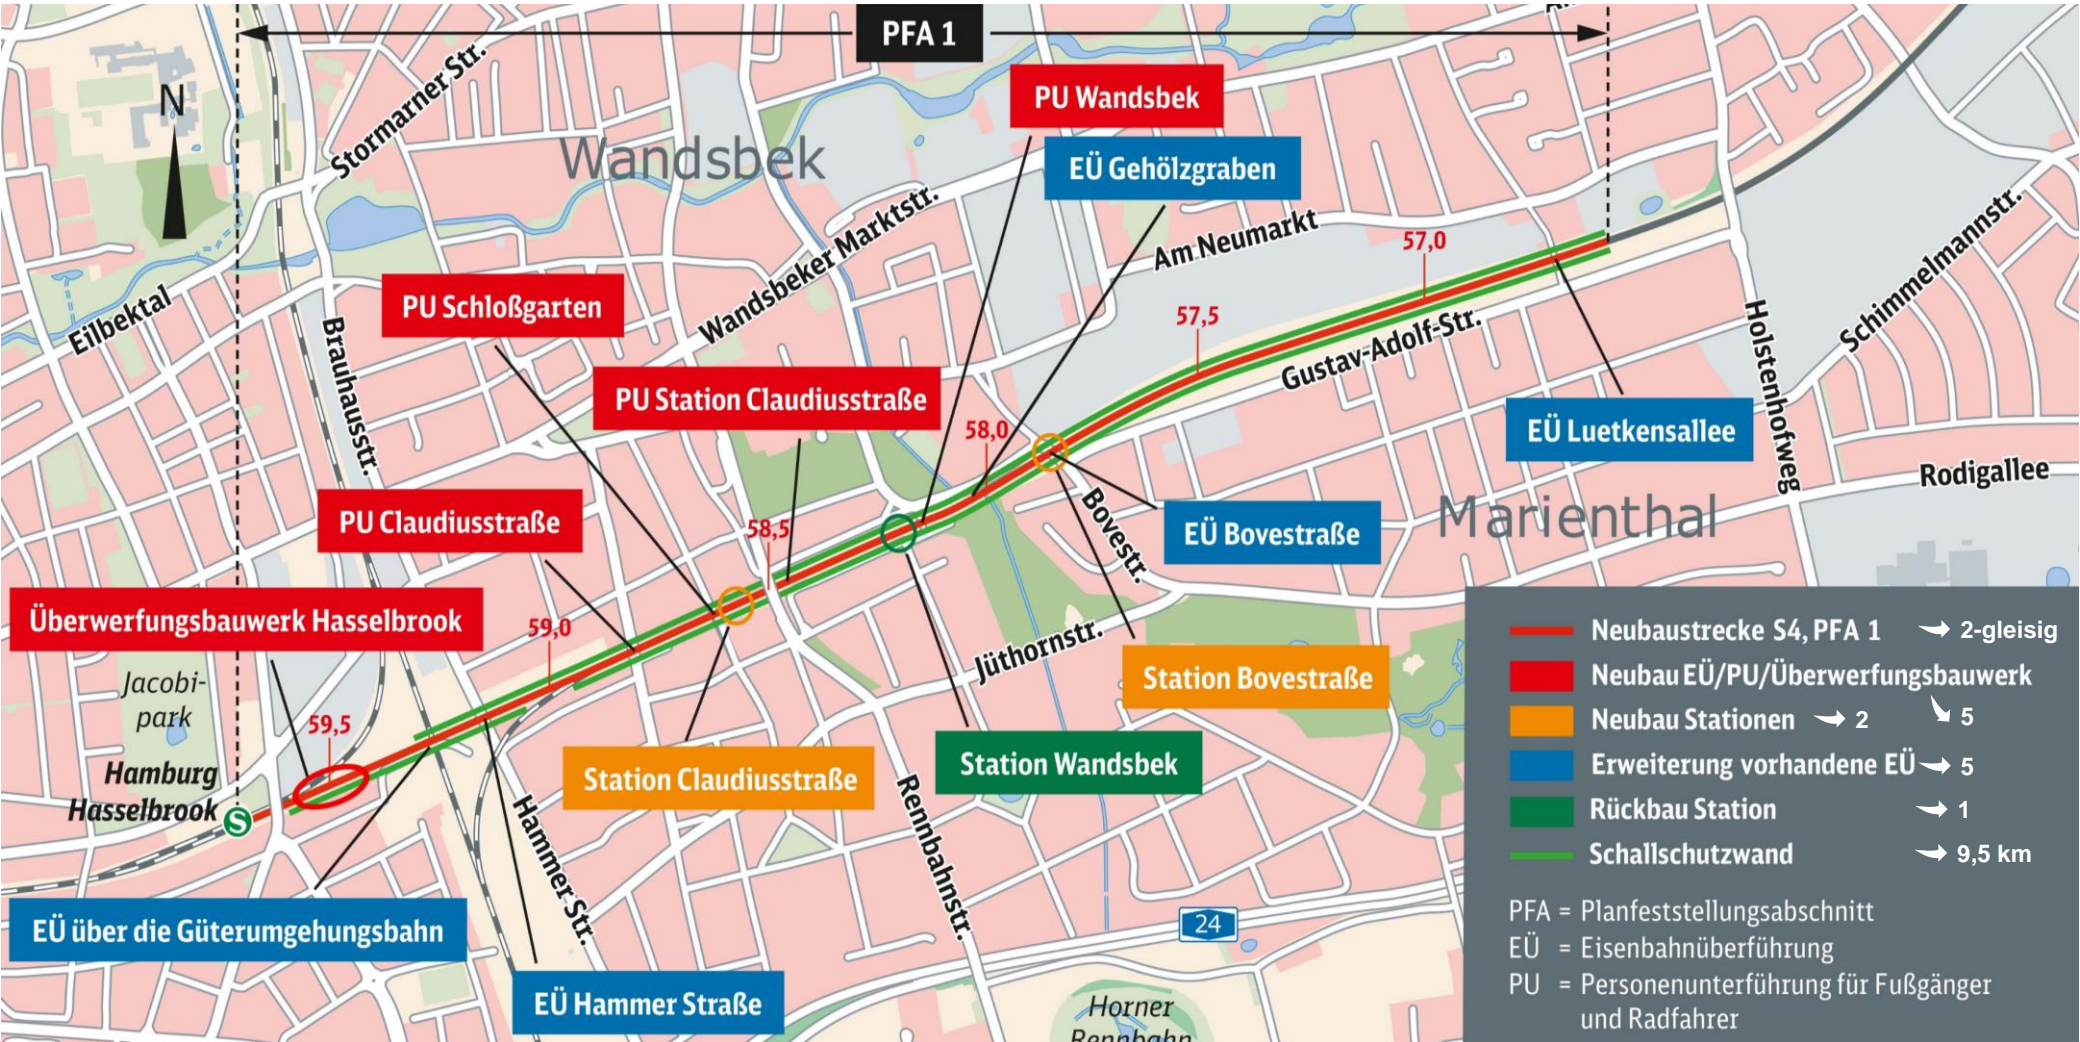 PFA 1
N
Stormarner Str.
Wandsbek
PU Wandsbek
EÜ Gehölzgraben
Wandsbeker Marktstr.
Am Neumarkt
57,0
57,5
Schimmelmannstr.
Holstenhofweg
Eilbektal
Brauhausstr.
PU Schloßgarten
PU Station Claudiusstraße
Gustav-Adolf-Str.
EÜ Luetkensallee
58,0
Rodigallee
Marienthal
PU Claudiusstraße
58,5
Bovestr.
EÜ Bovestraße
Überwerfungsbauwerk Hasselbrook
59,0
Jüthornstr.
Station Bovestraße
Jacobi-
park
59,5
Hamburg
Hasselbrook
S
Station Claudiusstraße
Station Wandsbek
Hammer Str.
Rennbahnstr.
EÜ über die Güterumgehungsbahn
EÜ Hammer Straße
24
Horner
Rennbahn
Neubaustrecke S4, PFA 1 2-gleisig
Neubau EÜ/PU/Überwerfungsbauwerk
5
Neubau Stationen 2
Erweiterung vorhandene EÜ 5
Rückbau Station 1
Schallschutzwand 9,5 km
PFA = Planfeststellungsabschnitt
EÜ = Eisenbahnüberführung
PU = Personenunterführung für Fußgänger
und Radfahrer